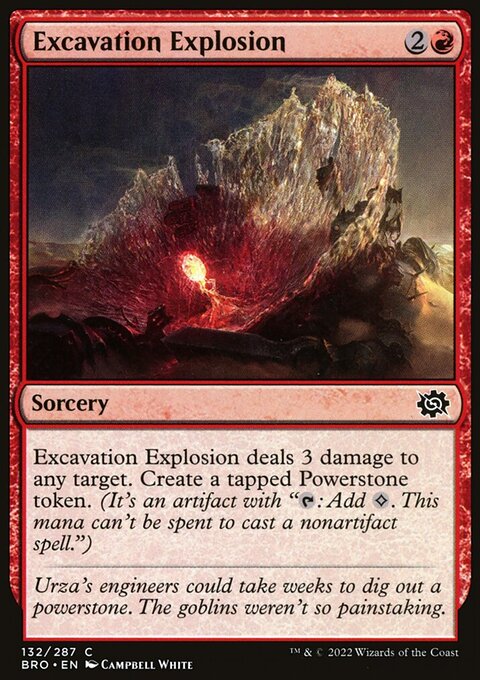 Excavation Explosion 2
Sorcery
Excavation Explosion deals 3 damage to
any target. Create a tapped Powerstone
token. (It's an artifact with “: Add . This
mana can't be spent to cast a nonartifact
spell.”)
Urza's engineers could take weeks to dig out a
powerstone. The goblins weren't so painstaking.
132/287 C
BRO • EN Campbell White
™ & © 2022 Wizards of the Coast